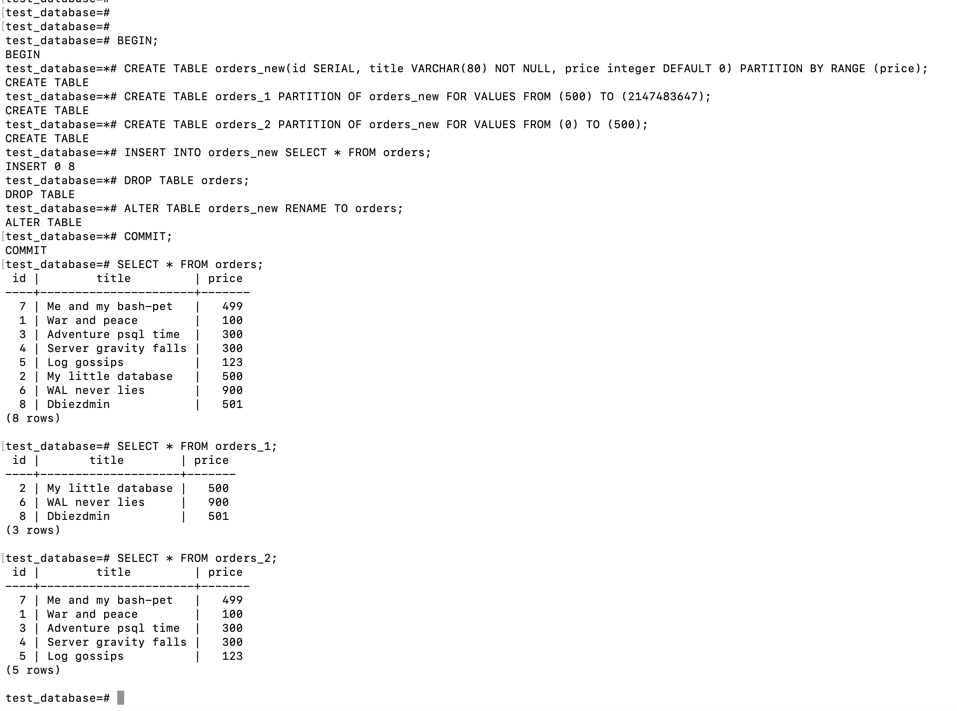 test_database=#
test_database=#
test_database=#
test_database=# BEGIN;
BEGIN
test_database=*# CREATE TABLE orders_new(id SERIAL, title VARCHAR(80) NOT NULL, price integer DEFAULT 0) PARTITION BY RANGE (price);
CREATE TABLE
test_database=*# CREATE TABLE orders_1 PARTITION OF orders_new FOR VALUES FROM (500) TO (2147483647);
CREATE TABLE
test_database=*# CREATE TABLE orders_2 PARTITION OF orders_new FOR VALUES FROM (0) TO (500);
CREATE TABLE
test_database=*# INSERT INTO orders_new SELECT * FROM orders;
INSERT 0 8
test_database=*# DROP TABLE orders;
DROP TABLE
test_database=*# ALTER TABLE orders_new RENAME TO orders;
ALTER TABLE
[test_database=*# COMMIT;
COMMIT
[test_database=# SELECT * FROM orders;
 id |        title         | price
----+----------------------+-------
  7 | Me and my bash-pet   |   499
  1 | War and peace        |   100
  3 | Adventure psql time  |   300
  4 | Server gravity falls |   300
  5 | Log gossips          |   123
  2 | My little database   |   500
  6 | WAL never lies       |   900
  8 | Dbiezdmin            |   501
(8 rows)
[test_database=# SELECT * FROM orders_1;
 id |       title        | price
----+--------------------+-------
  2 | My little database |   500
  6 | WAL never lies     |   900
  8 | Dbiezdmin          |   501
(3 rows)
[test_database=# SELECT * FROM orders_2;
 id |        title         | price
----+----------------------+-------
  7 | Me and my bash-pet   |   499
  1 | War and peace        |   100
  3 | Adventure psql time  |   300
  4 | Server gravity falls |   300
  5 | Log gossips          |   123
(5 rows)
test_database=#